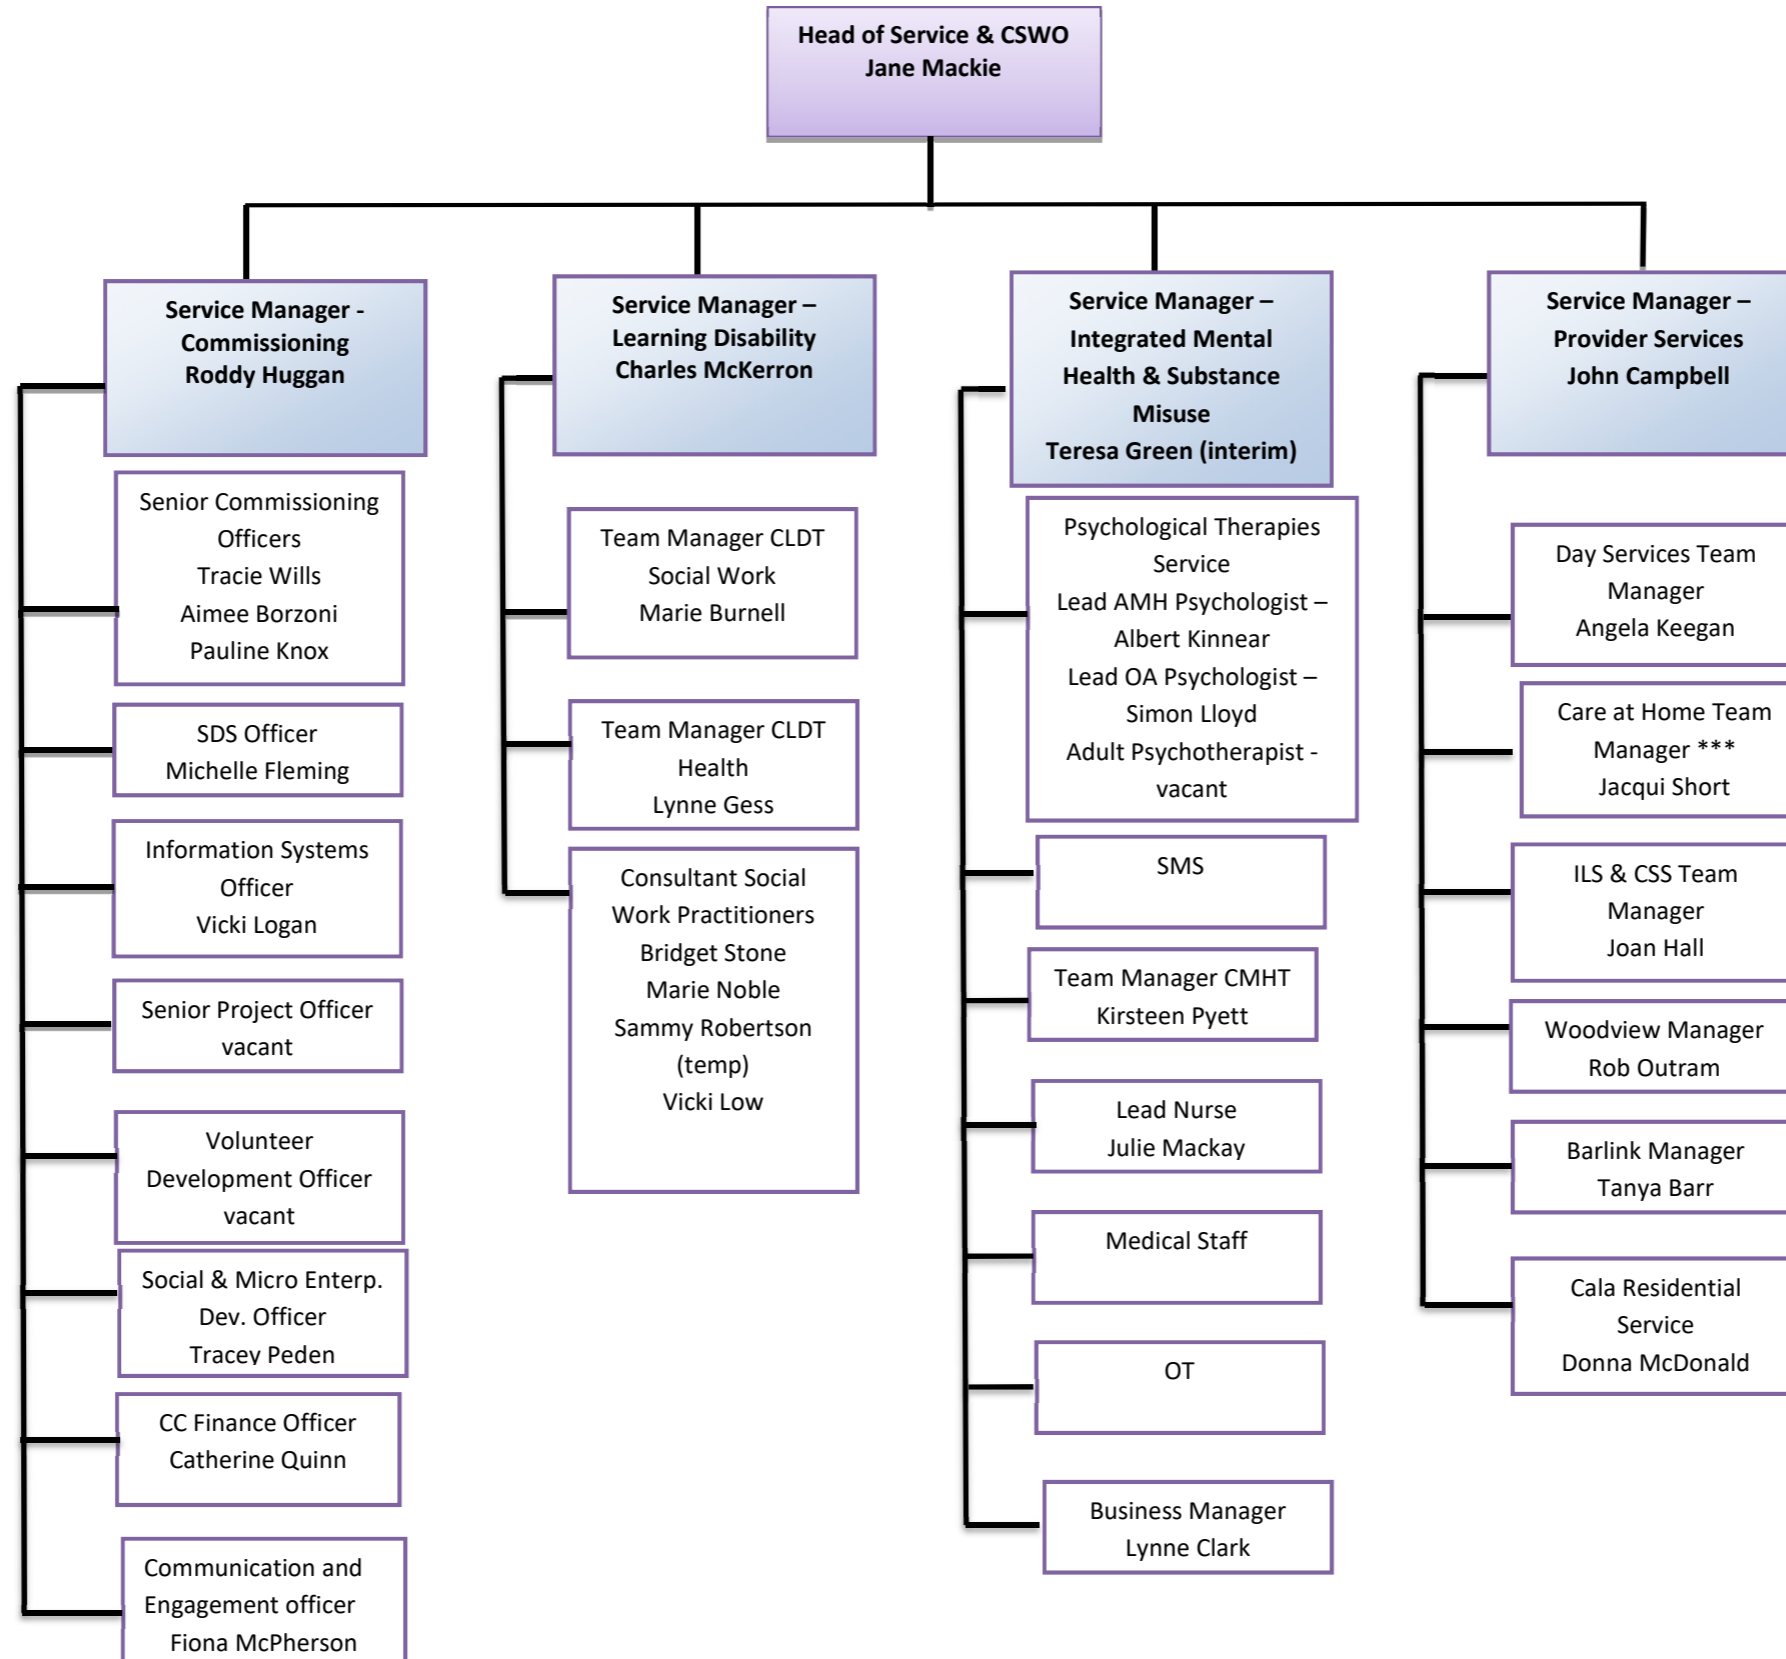 Head of Service & CSWO
Jane Mackie
Service Manager -
Commissioning
Roddy Huggan
Senior Commissioning
Officers
Tracie Wills
Aimee Borzoni
Pauline Knox
SDS Officer
Michelle Fleming
Information Systems
Officer
Vicki Logan
Senior Project Officer
vacant
Volunteer
Development Officer
vacant
Social & Micro Enterp.
Dev. Officer
Tracey Peden
CC Finance Officer
Catherine Quinn
Communication and
Engagement officer
Fiona McPherson
Service Manager –
Learning Disability
Charles McKerron
Team Manager CLDT
Social Work
Marie Burnell
Team Manager CLDT
Health
Lynne Gess
Consultant Social
Work Practitioners
Bridget Stone
Marie Noble
Sammy Robertson
(temp)
Vicki Low
Service Manager –
Integrated Mental
Health & Substance
Misuse
Teresa Green (interim)
Psychological Therapies
Service
Lead AMH Psychologist –
Albert Kinnear
Lead OA Psychologist –
Simon Lloyd
Adult Psychotherapist -
vacant
SMS
Team Manager CMHT
Kirsteen Pyett
Lead Nurse
Julie Mackay
Medical Staff
OT
Business Manager
Lynne Clark
Service Manager –
Provider Services
John Campbell
Day Services Team
Manager
Angela Keegan
Care at Home Team
Manager ***
Jacqui Short
ILS & CSS Team
Manager
Joan Hall
Woodview Manager
Rob Outram
Barlink Manager
Tanya Barr
Cala Residential
Service
Donna McDonald